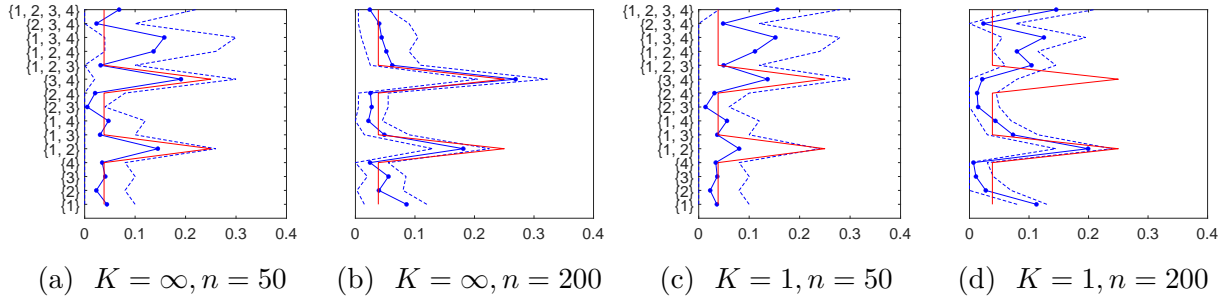 {1, 2, 3, 4}
{2, 3, 4}
{1, 3, 4}
{1, 2, 4}
{1, 2, 3}
{3, 4}
{2, 4}
{2, 3}
{1, 4}
{1, 3}
{1, 2}
{4}
{3}
{2}
{1}
0 0.1 0.2 0.3 0.4
(a) K = ∞, n = 50
0 0.1 0.2 0.3 0.4
(b) K = ∞, n = 200
{1, 2, 3, 4}
{2, 3, 4}
{1, 3, 4}
{1, 2, 4}
{1, 2, 3}
{3, 4}
{2, 4}
{2, 3}
{1, 4}
{1, 3}
{1, 2}
{4}
{3}
{2}
{1}
0 0.1 0.2 0.3 0.4
(c) K = 1, n = 50
0 0.1 0.2 0.3 0.4
(d) K = 1, n = 200